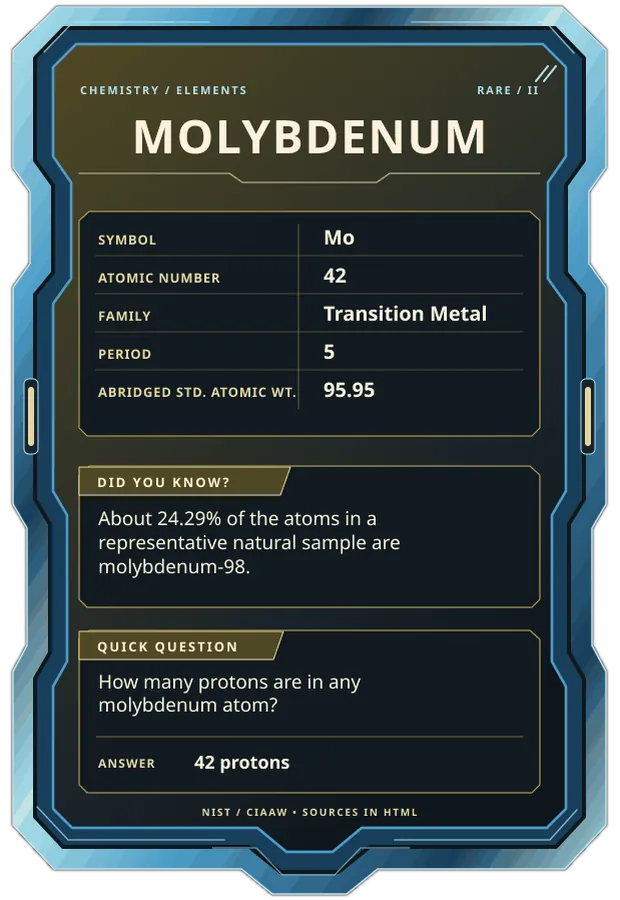 CHEMISTRY / ELEMENTS
RARE / II
MOLYBDENUM
SYMBOL Mo
ATOMIC NUMBER 42
FAMILY Transition Metal
PERIOD 5
ABRIDGED STD. ATOMIC WT. 95.95
DID YOU KNOW?
About 24.29% of the atoms in a
representative natural sample are
molybdenum-98.
QUICK QUESTION
How many protons are in any
molybdenum atom?
ANSWER 42 protons
NIST / CIAAW • SOURCES IN HTML